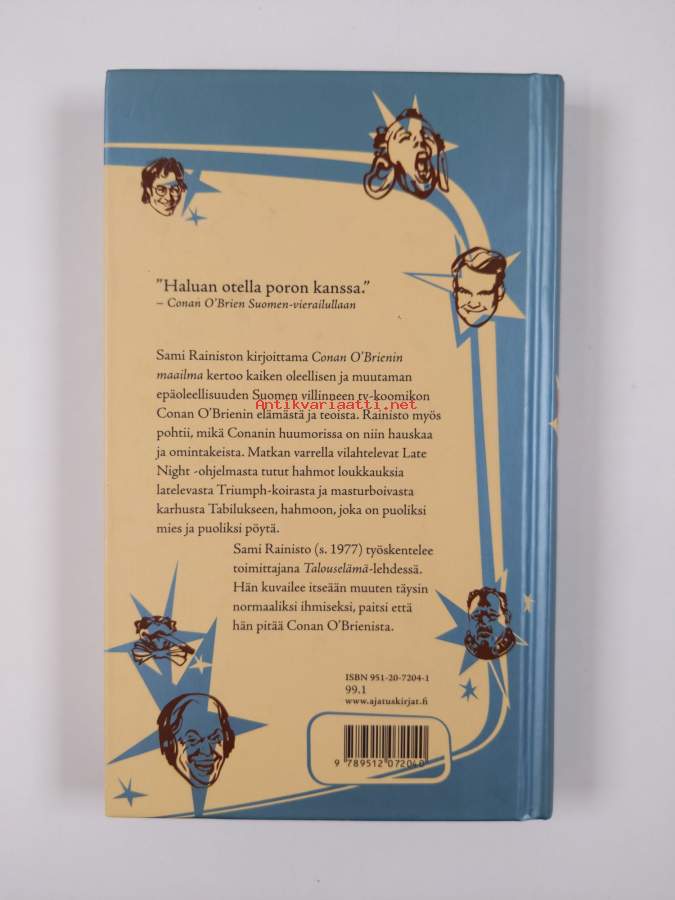 "Haluan otella poron kanssa."
– Conan O'Brien Suomen-vierailullaan
Sami Rainiston kirjoittama Conan O'Brienin
maailma kertoo kaiken oleellisen ja muutaman
epäoleellisuuden Suomen villinneen tv-koomikon
Antikvariaatti.net
Conan O'Brienin elämästä ja teoista. Rainisto myös
pohtii, mikä Conanin huumorissa on niin hauskaa
ja omintakeista. Matkan varrella vilahtelevat Late
Night -ohjelmasta tutut hahmot loukkauksia
latelevasta Triumph-koirasta ja masturboivasta
karhusta Tabilukseen, hahmoon, joka on puoliksi
mies ja puoliksi pöytä.
Sami Rainisto (s. 1977) työskentelee
toimittajana Talouselämä-lehdessä.
Hän kuvailee itseään muuten täysin
normaaliksi ihmiseksi, paitsi että
hän pitää Conan O'Brienista.
ISBN 951-20-7204-1
99.1
www.ajatuskirjat.fi
9 789512 072040